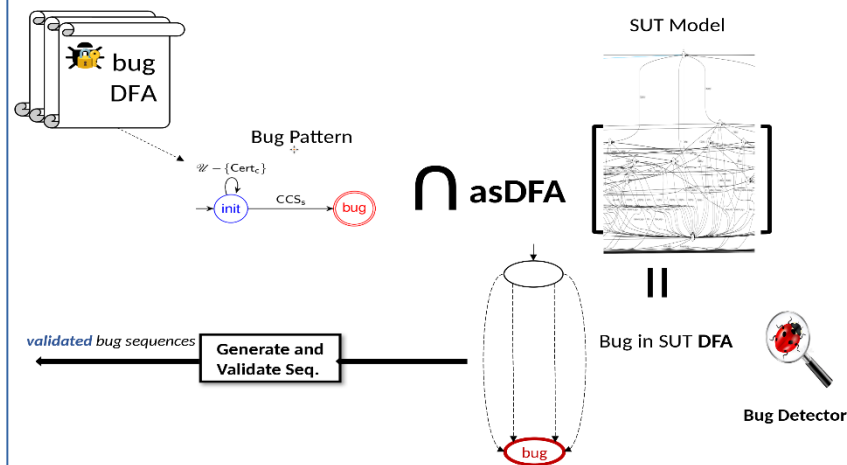 SUT Model
bug
DFA
Bug Pattern
𝒰 − {Cert_c}
init
CCS_s
bug
∩ asDFA
=
Bug in SUT DFA
validated bug sequences
Generate and
Validate Seq.
Bug Detector
bug